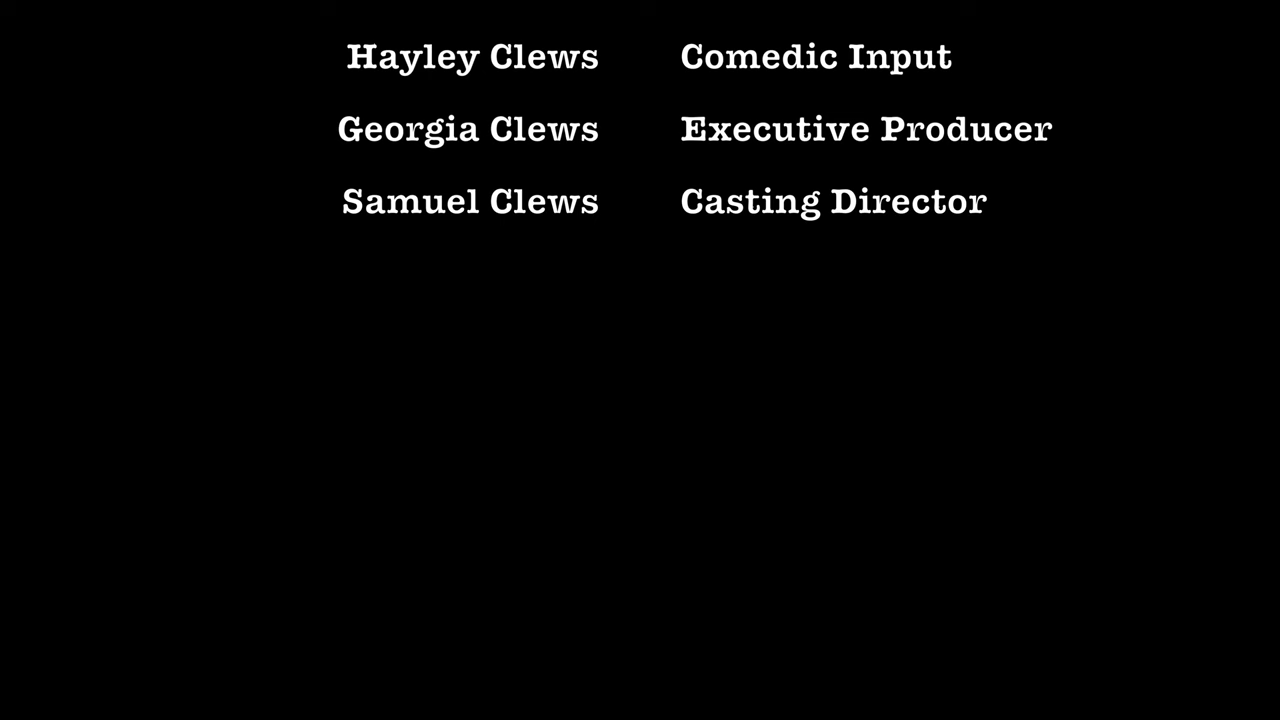 Hayley Clews Comedic Input
Georgia Clews Executive Producer
Samuel Clews Casting Director